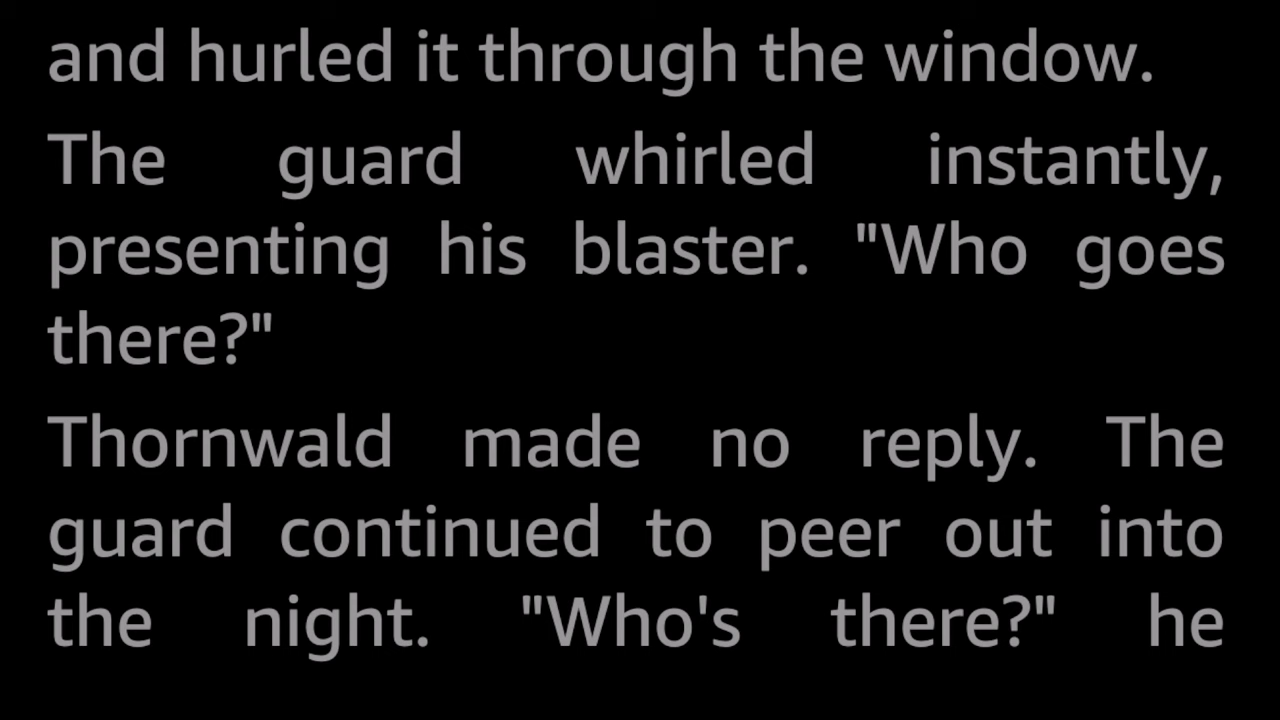 and hurled it through the window.
The guard whirled instantly,
presenting his blaster. "Who goes
there?"
Thornwald made no reply. The
guard continued to peer out into
the night. "Who's there?" he